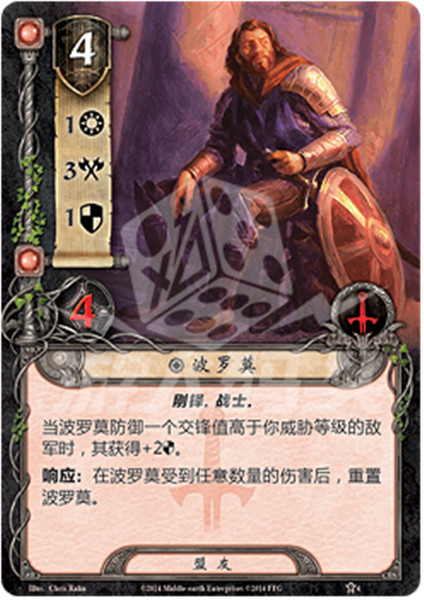 4
1
3
1
4
波罗莫
刚铎. 战士.
当波罗莫防御一个交锋值高于你威胁等级的敌
军时，其获得+2。
响应：在波罗莫受到任意数量的伤害后，重置
波罗莫。
盟友
Illus. Chris Rahn
©2014 Middle-earth Enterprises ©2014 FFG